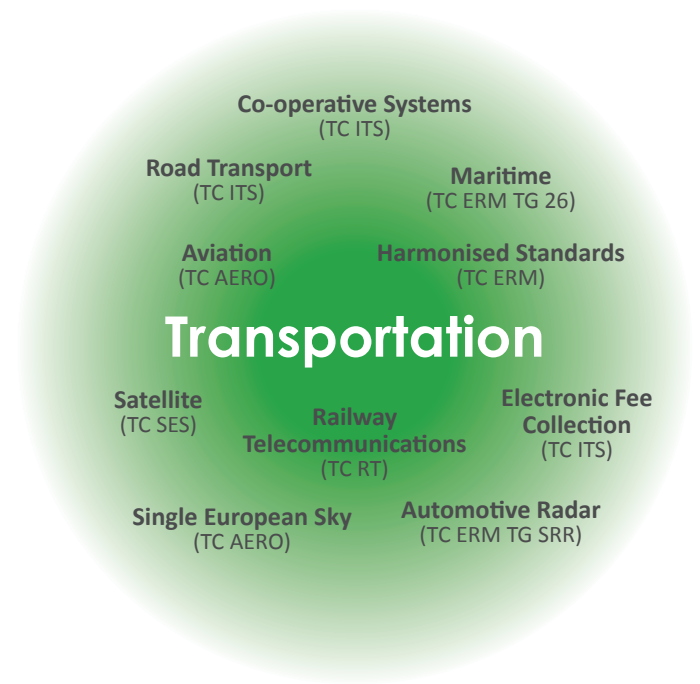 Co-operative Systems
(TC ITS)
Road Transport
(TC ITS)
Maritime
(TC ERM TG 26)
Aviation
(TC AERO)
Harmonised Standards
(TC ERM)
Transportation
Satellite
(TC SES)
Railway
Telecommunications
(TC RT)
Electronic Fee
Collection
(TC ITS)
Single European Sky
(TC AERO)
Automotive Radar
(TC ERM TG SRR)